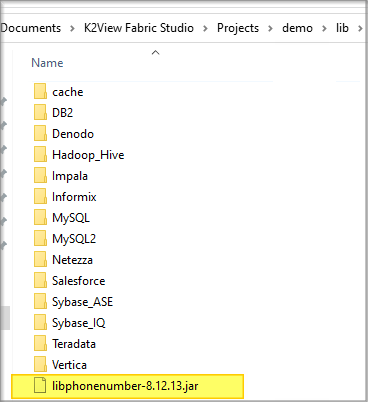 Documents > K2View Fabric Studio > Projects > demo > lib >
Name
cache
DB2
Denodo
Hadoop_Hive
Impala
Informix
MySQL
MySQL2
Netezza
Salesforce
Sybase_ASE
Sybase_IQ
Teradata
Vertica
libphonenumber-8.12.13.jar